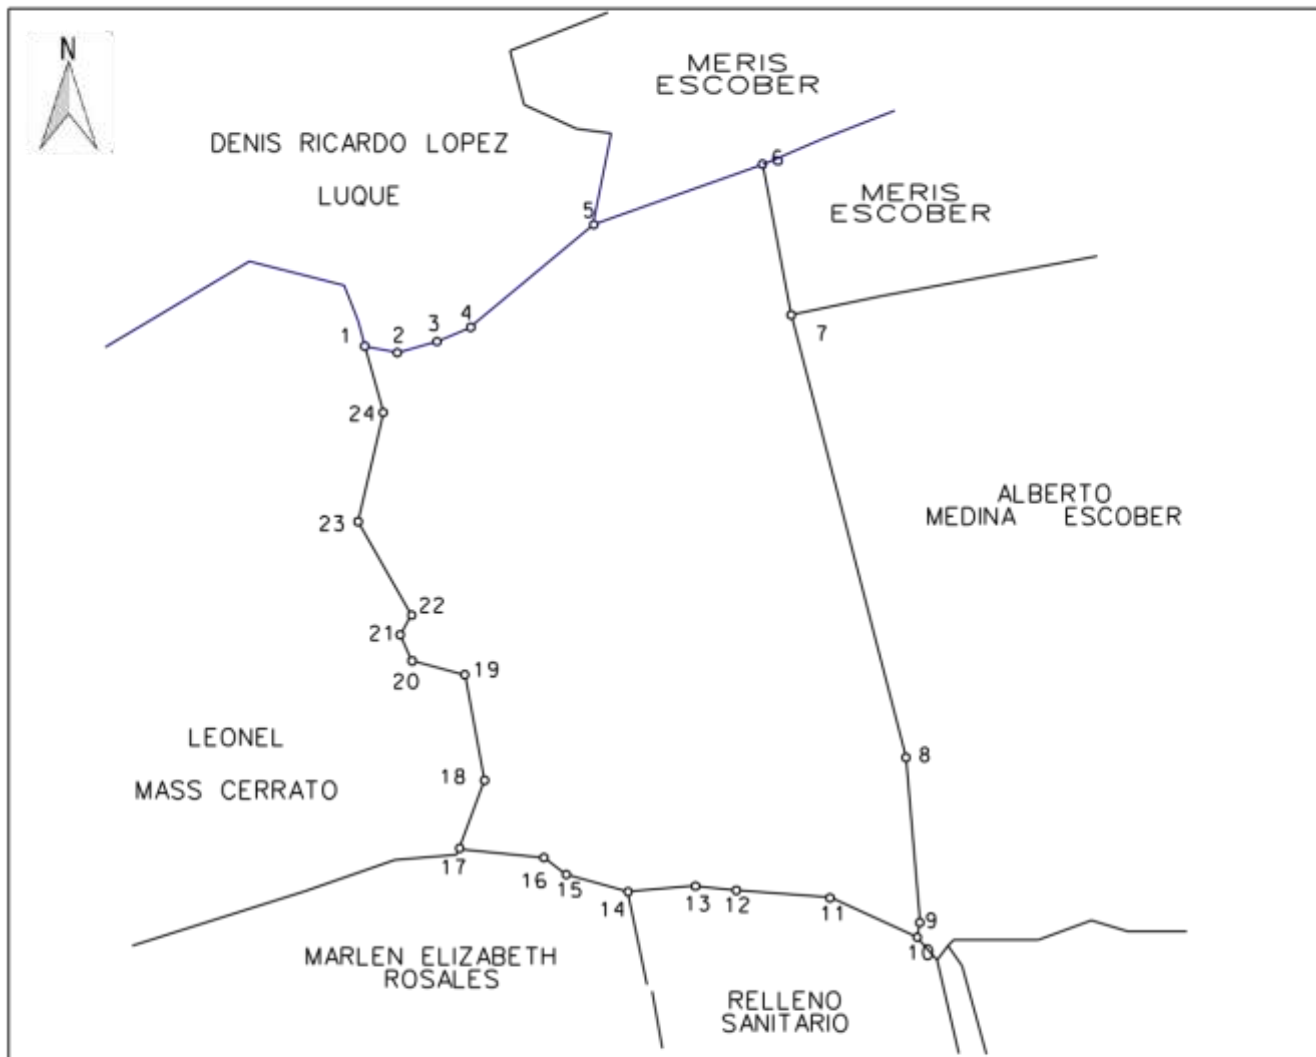 N
MERIS
ESCOBER
DENIS RICARDO LOPEZ
LUQUE
6
MERIS
ESCOBER
5
4
3
2
1
7
24
23
ALBERTO
MEDINA ESCOBER
22
21
20
19
LEONEL
MASS CERRATO
18
8
17
16
15
14
13
12
11
9
10
MARLEN ELIZABETH
ROSALES
RELLENO
SANITARIO